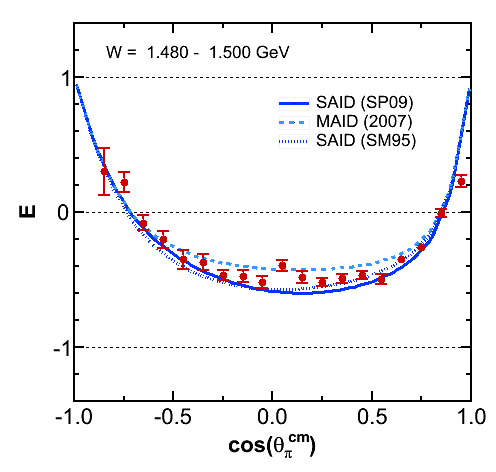 W = 1.480 - 1.500 GeV
1
SAID (SP09)
MAID (2007)
SAID (SM95)
E
0
-1
-1.0 -0.5 0.0 0.5 1.0
cos(θπcm)